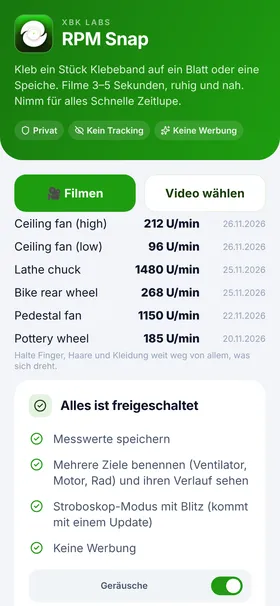 XBK LABS
RPM Snap
Kleb ein Stück Klebeband auf ein Blatt oder eine
Speiche. Filme 3–5 Sekunden, ruhig und nah.
Nimm für alles Schnelle Zeitlupe.
Privat Kein Tracking Keine Werbung
🎥 Filmen Video wählen
Ceiling fan (high) 212 U/min 26.11.2026
Ceiling fan (low) 96 U/min 26.11.2026
Lathe chuck 1480 U/min 25.11.2026
Bike rear wheel 268 U/min 25.11.2026
Pedestal fan 1150 U/min 22.11.2026
Pottery wheel 185 U/min 20.11.2026
Halte Finger, Haare und Kleidung weit weg von allem, was
sich dreht.
Alles ist freigeschaltet
Messwerte speichern
Mehrere Ziele benennen (Ventilator,
Motor, Rad) und ihren Verlauf sehen
Stroboskop-Modus mit Blitz (kommt
mit einem Update)
Keine Werbung
Geräusche